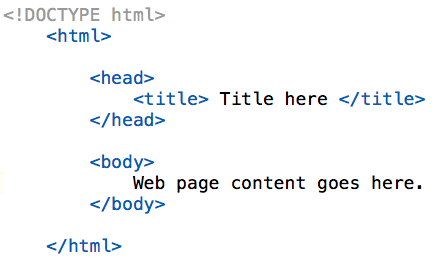 <!DOCTYPE html>
<html>
<head>
<title> Title here </title>
</head>
<body>
Web page content goes here.
</body>
</html>